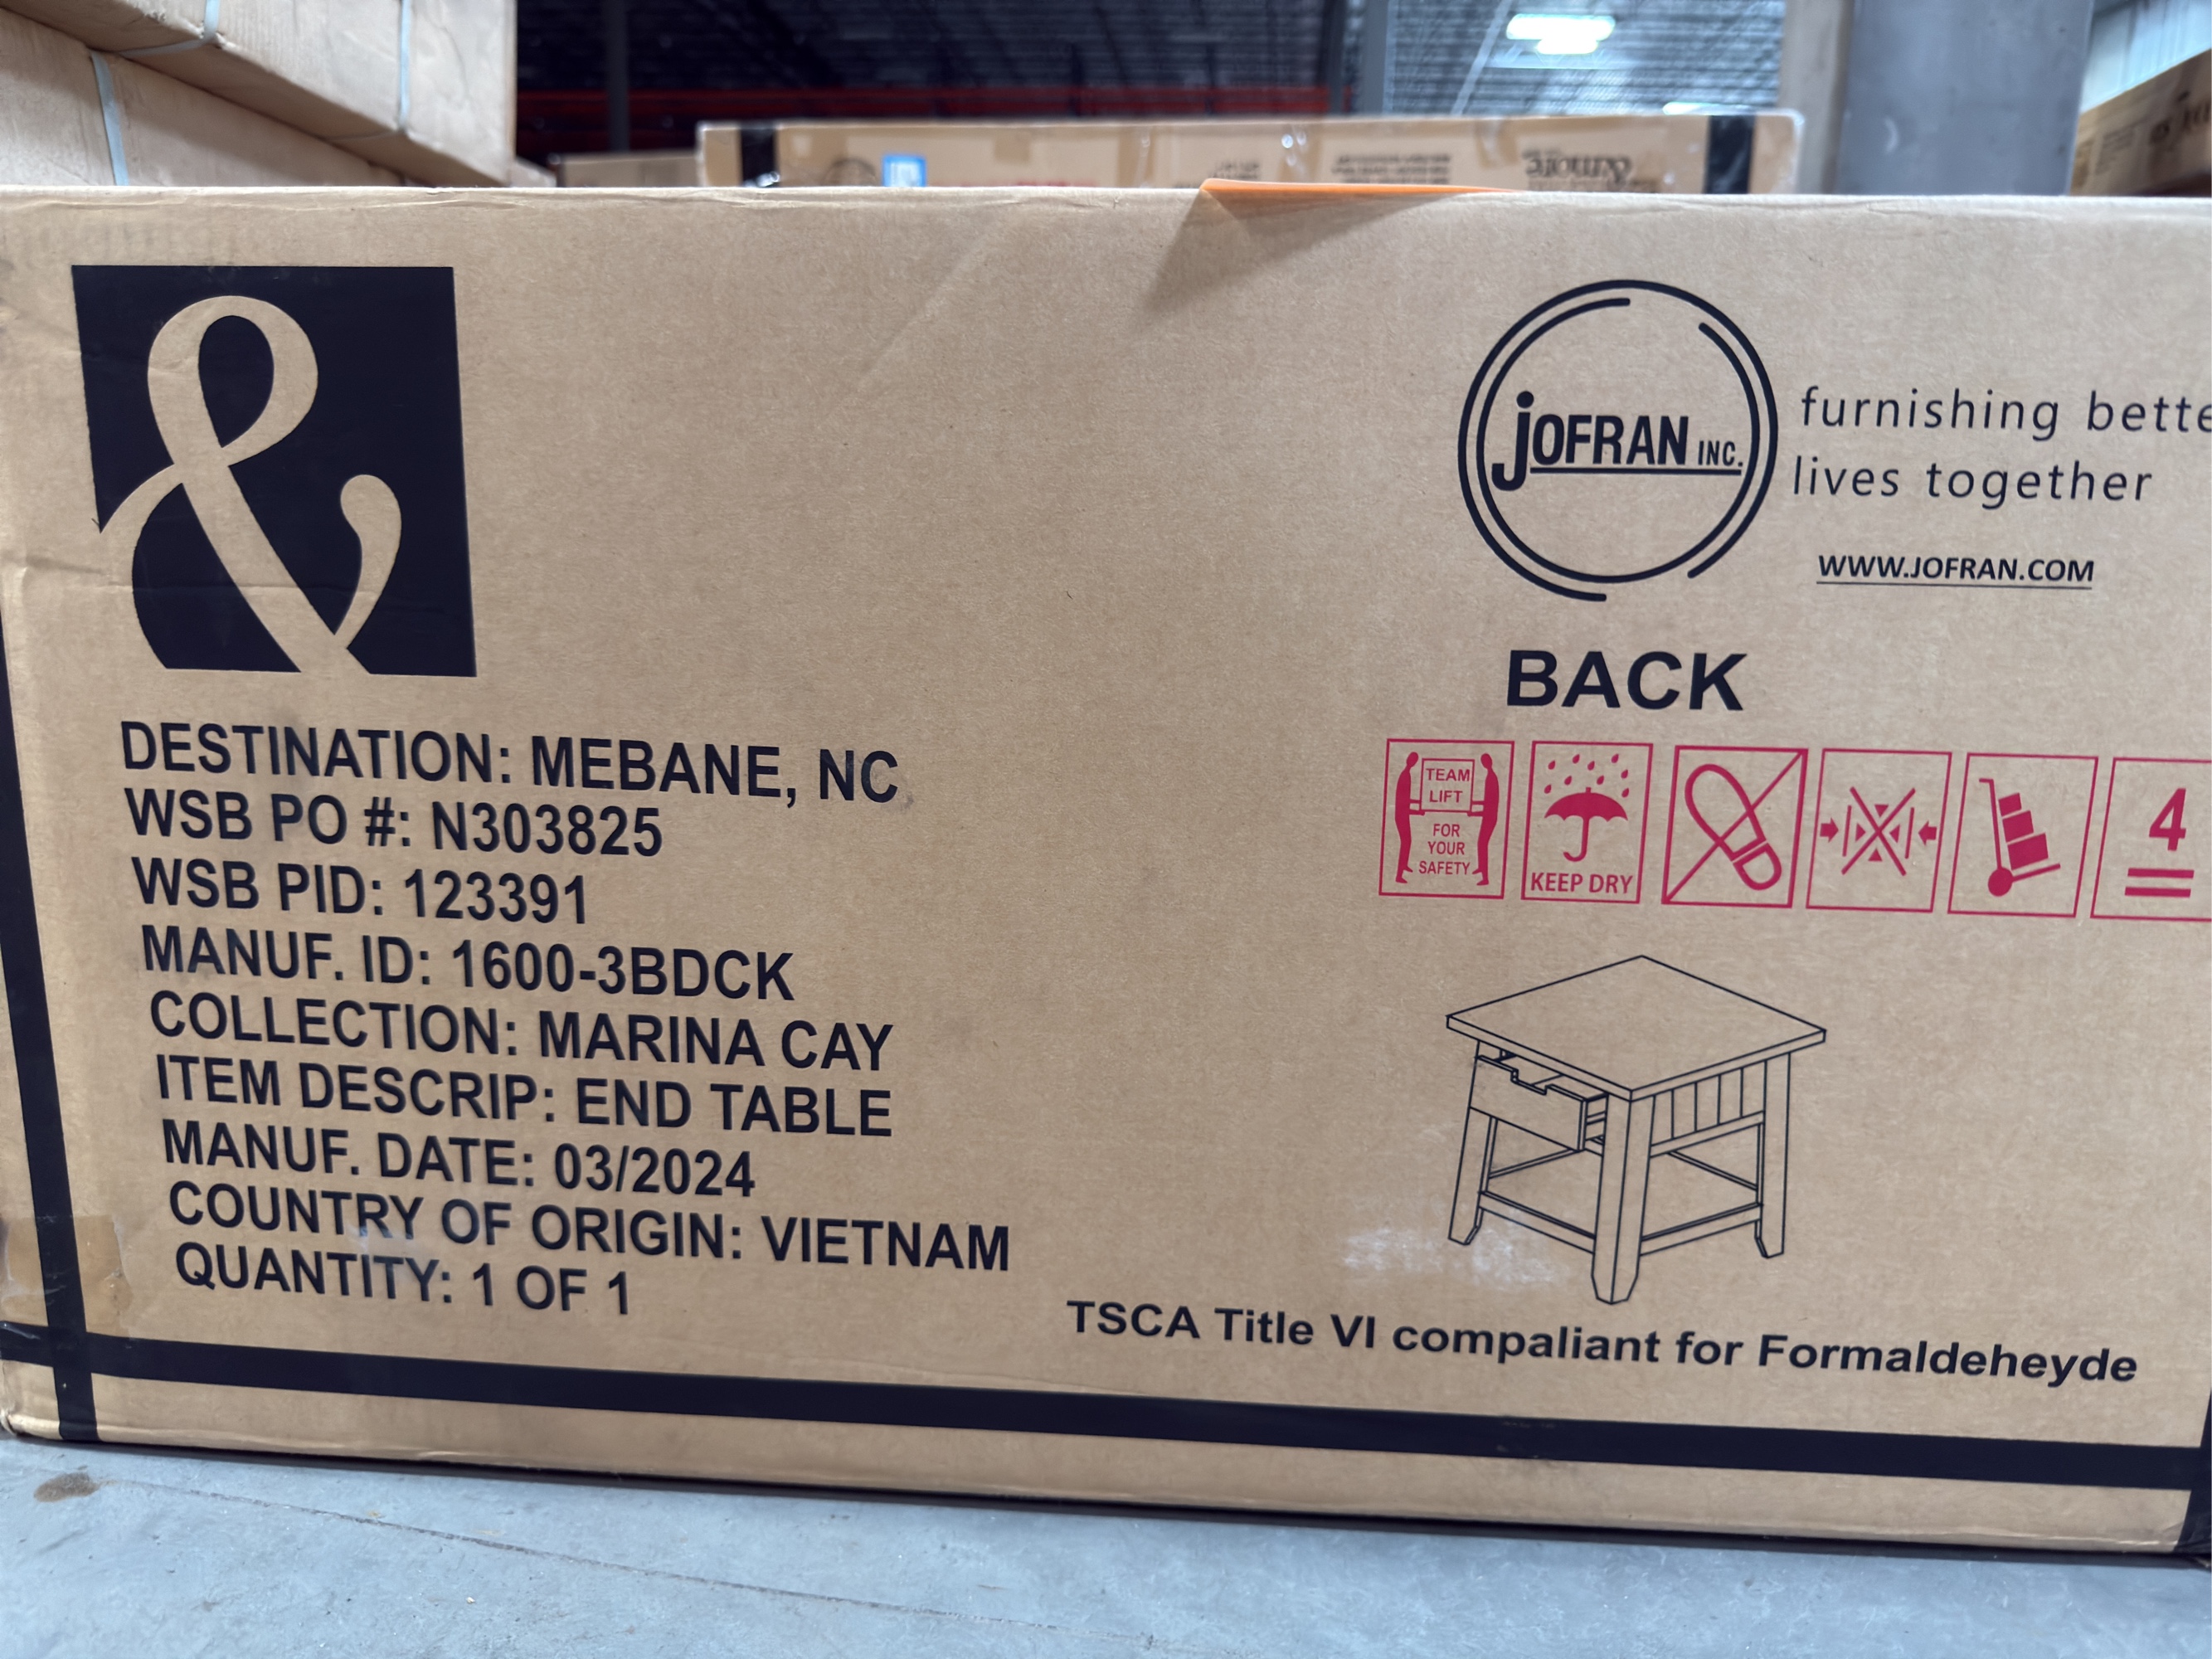 &more
&
DESTINATION: MEBANE, NC
WSB PO #: N303825
WSB PID: 123391
MANUF. ID: 1600-3BDCK
COLLECTION: MARINA CAY
ITEM DESCRIP: END TABLE
MANUF. DATE: 03/2024
COUNTRY OF ORIGIN: VIETNAM
QUANTITY: 1 OF 1
jOFRAN INC.
furnishing bette
lives together
WWW.JOFRAN.COM
BACK
TEAM
LIFT
FOR
YOUR
SAFETY
KEEP DRY
4
TSCA Title VI compaliant for Formaldeheyde